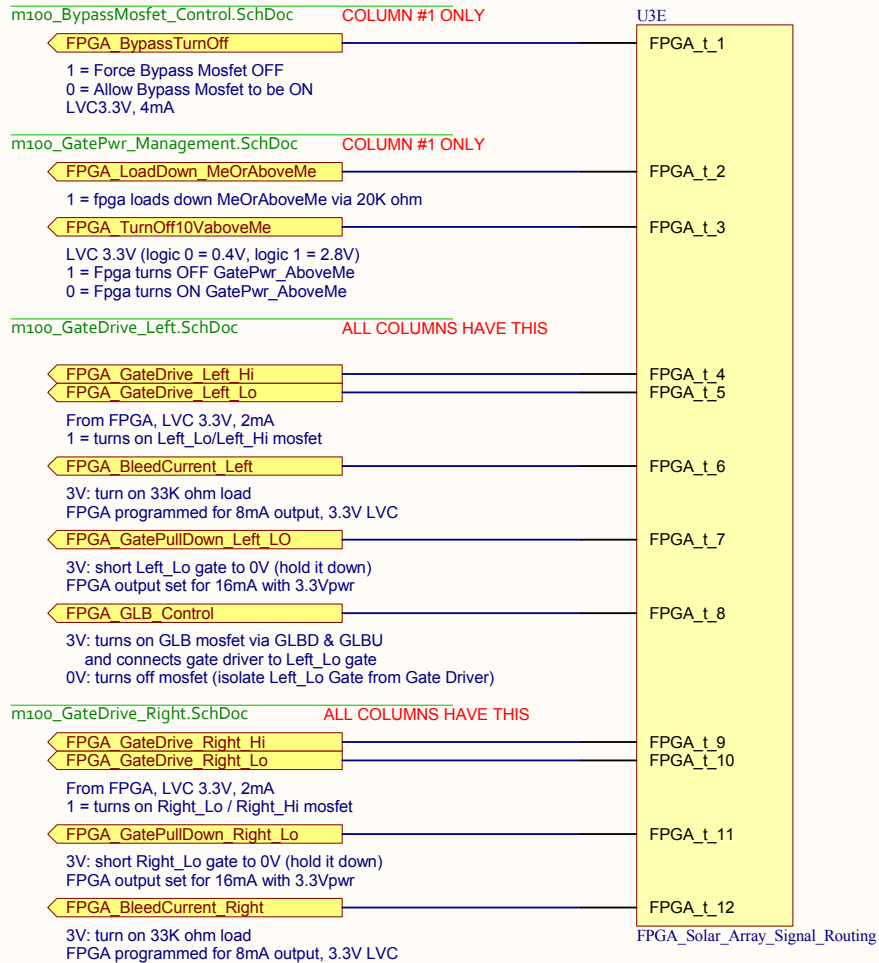 m100_BypassMosfet_Control.SchDoc COLUMN #1 ONLY U3E
FPGA_BypassTurnOff FPGA_t_1
1 = Force Bypass Mosfet OFF
0 = Allow Bypass Mosfet to be ON
LVC3.3V, 4mA
m100_GatePwr_Management.SchDoc COLUMN #1 ONLY
FPGA_LoadDown_MeOrAboveMe FPGA_t_2
1 = fpga loads down MeOrAboveMe via 20K ohm
FPGA_TurnOff10VaboveMe FPGA_t_3
LVC 3.3V (logic 0 = 0.4V, logic 1 = 2.8V)
1 = Fpga turns OFF GatePwr_AboveMe
0 = Fpga turns ON GatePwr_AboveMe
m100_GateDrive_Left.SchDoc ALL COLUMNS HAVE THIS
FPGA_GateDrive_Left_Hi FPGA_t_4
FPGA_GateDrive_Left_Lo FPGA_t_5
From FPGA, LVC 3.3V, 2mA
1 = turns on Left_Lo/Left_Hi mosfet
FPGA_BleedCurrent_Left FPGA_t_6
3V: turn on 33K ohm load
FPGA programmed for 8mA output, 3.3V LVC
FPGA_GatePullDown_Left_LO FPGA_t_7
3V: short Left_Lo gate to 0V (hold it down)
FPGA output set for 16mA with 3.3Vpwr
FPGA_GLB_Control FPGA_t_8
3V: turns on GLB mosfet via GLBD & GLBU
and connects gate driver to Left_Lo gate
0V: turns off mosfet (isolate Left_Lo Gate from Gate Driver)
m100_GateDrive_Right.SchDoc ALL COLUMNS HAVE THIS
FPGA_GateDrive_Right_Hi FPGA_t_9
FPGA_GateDrive_Right_Lo FPGA_t_10
From FPGA, LVC 3.3V, 2mA
1 = turns on Right_Lo / Right_Hi mosfet
FPGA_GatePullDown_Right_Lo FPGA_t_11
3V: short Right_Lo gate to 0V (hold it down)
FPGA output set for 16mA with 3.3Vpwr
FPGA_BleedCurrent_Right FPGA_t_12
3V: turn on 33K ohm load
FPGA programmed for 8mA output, 3.3V LVC
FPGA_Solar_Array_Signal_Routing